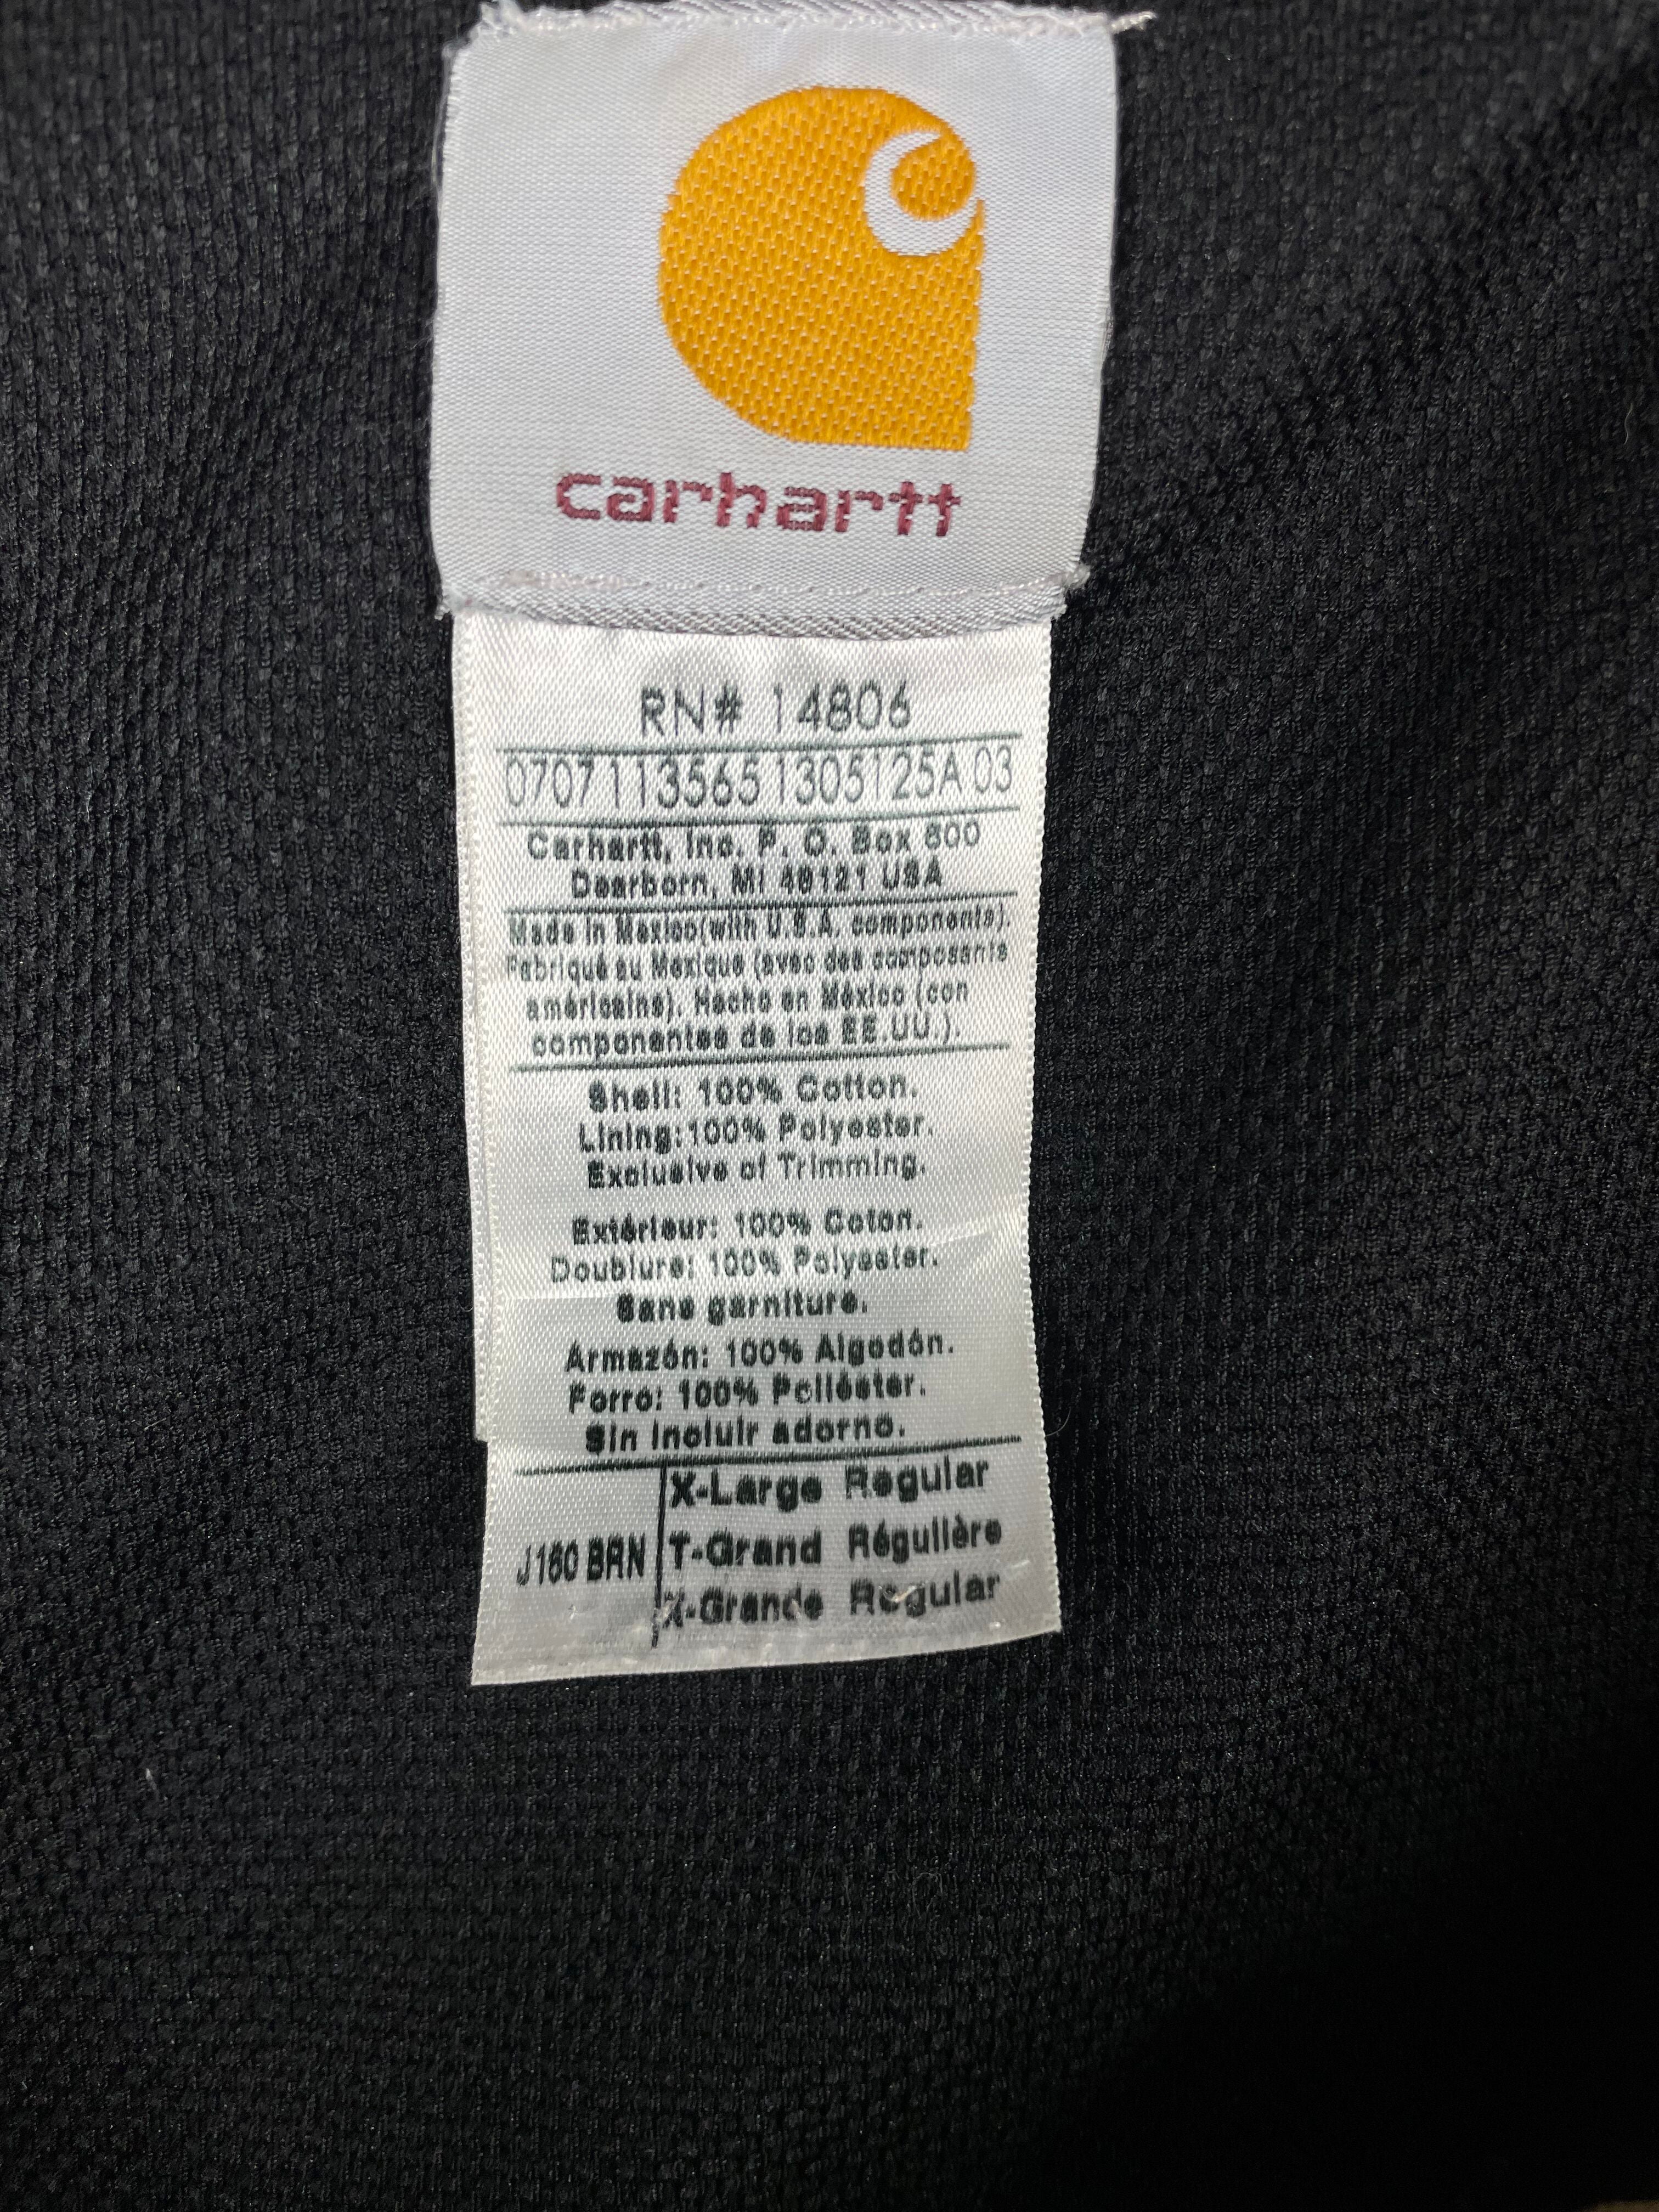 carhartt
RN# 14806
0707113565 1305125A 03
Carhartt, Inc. P. O. Box 600
Dearborn, MI 48121 USA
Made in Mexico(with U.S.A. components).
Fabriqué au Mexique (avec des composants
américains). Hecho en México (con
componentes de los EE.UU.).
Shell: 100% Cotton.
Lining:100% Polyester.
Exclusive of Trimming.
Extérieur: 100% Coton.
Doublure: 100% Polyester.
Sans garniture.
Armazón: 100% Algodón.
Forro: 100% Poliéster.
Sin incluir adorno.
X-Large Regular
J160 BRN T-Grand Régulière
X-Grande Regular